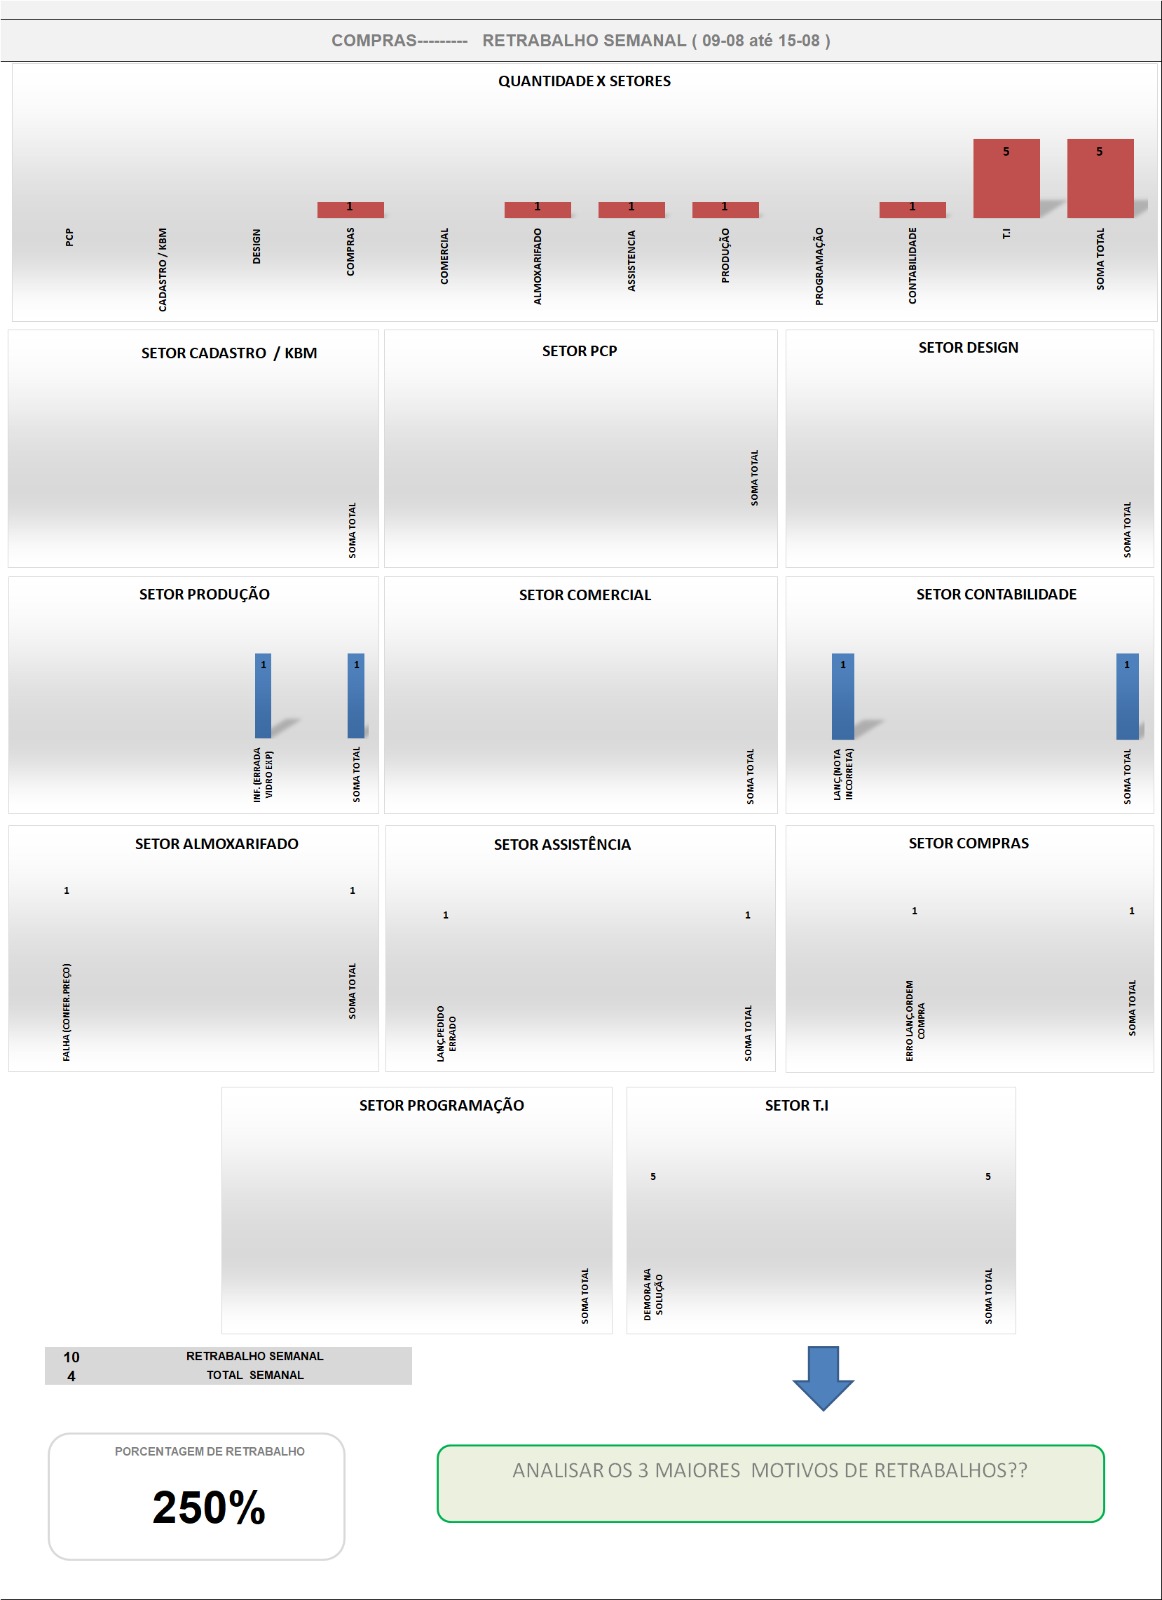 COMPRAS--------- RETRABALHO SEMANAL ( 09-08 até 15-08 )
QUANTIDADE X SETORES
1
1
1
1
1
5
5
PCP
CADASTRO / KBM
DESIGN
COMPRAS
COMERCIAL
ALMOXARIFADO
ASSISTENCIA
PRODUÇÃO
PROGRAMAÇÃO
CONTABILIDADE
T.I
SOMA TOTAL
SETOR CADASTRO / KBM
SOMA TOTAL
SETOR PCP
SOMA TOTAL
SETOR DESIGN
SOMA TOTAL
SETOR PRODUÇÃO
1
1
INF. (ERRADA
VIDRO EXP)
SOMA TOTAL
SETOR COMERCIAL
SOMA TOTAL
SETOR CONTABILIDADE
1
1
LANÇ.(NOTA
INCORRETA)
SOMA TOTAL
SETOR ALMOXARIFADO
1
1
FALHA (CONFER.PREÇO)
SOMA TOTAL
SETOR ASSISTÊNCIA
1
1
LANÇ.PEDIDO
ERRADO
SOMA TOTAL
SETOR COMPRAS
1
1
ERRO LANÇ.ORDEM
COMPRA
SOMA TOTAL
SETOR PROGRAMAÇÃO
SOMA TOTAL
SETOR T.I
5
5
DEMORA NA
SOLUÇÃO
SOMA TOTAL
10 RETRABALHO SEMANAL
4 TOTAL SEMANAL
PORCENTAGEM DE RETRABALHO
250%
ANALISAR OS 3 MAIORES MOTIVOS DE RETRABALHOS??